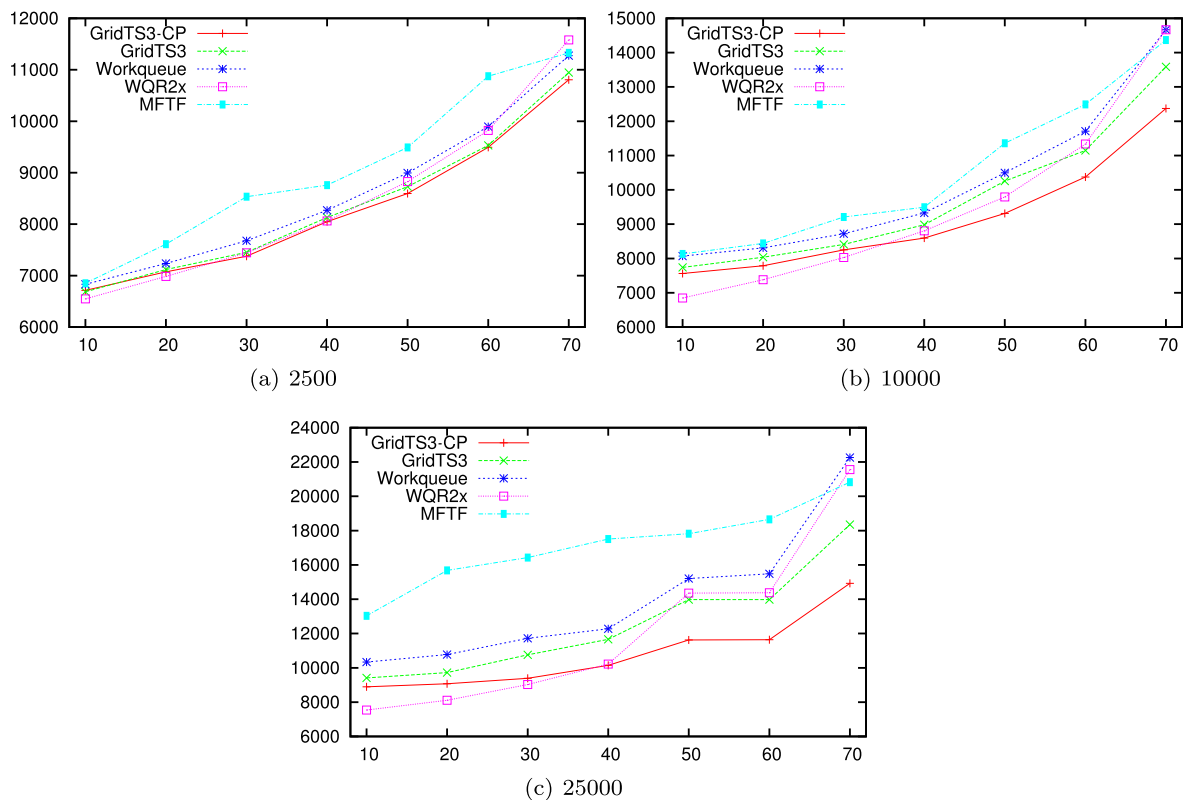 12000
11000
10000
9000
8000
7000
6000
GridTS3-CP
GridTS3
Workqueue
WQR2x
MFTF
10 20 30 40 50 60 70
(a) 2500
15000
14000
13000
12000
11000
10000
9000
8000
7000
6000
GridTS3-CP
GridTS3
Workqueue
WQR2x
MFTF
10 20 30 40 50 60 70
(b) 10000
24000
22000
20000
18000
16000
14000
12000
10000
8000
6000
GridTS3-CP
GridTS3
Workqueue
WQR2x
MFTF
10 20 30 40 50 60 70
(c) 25000